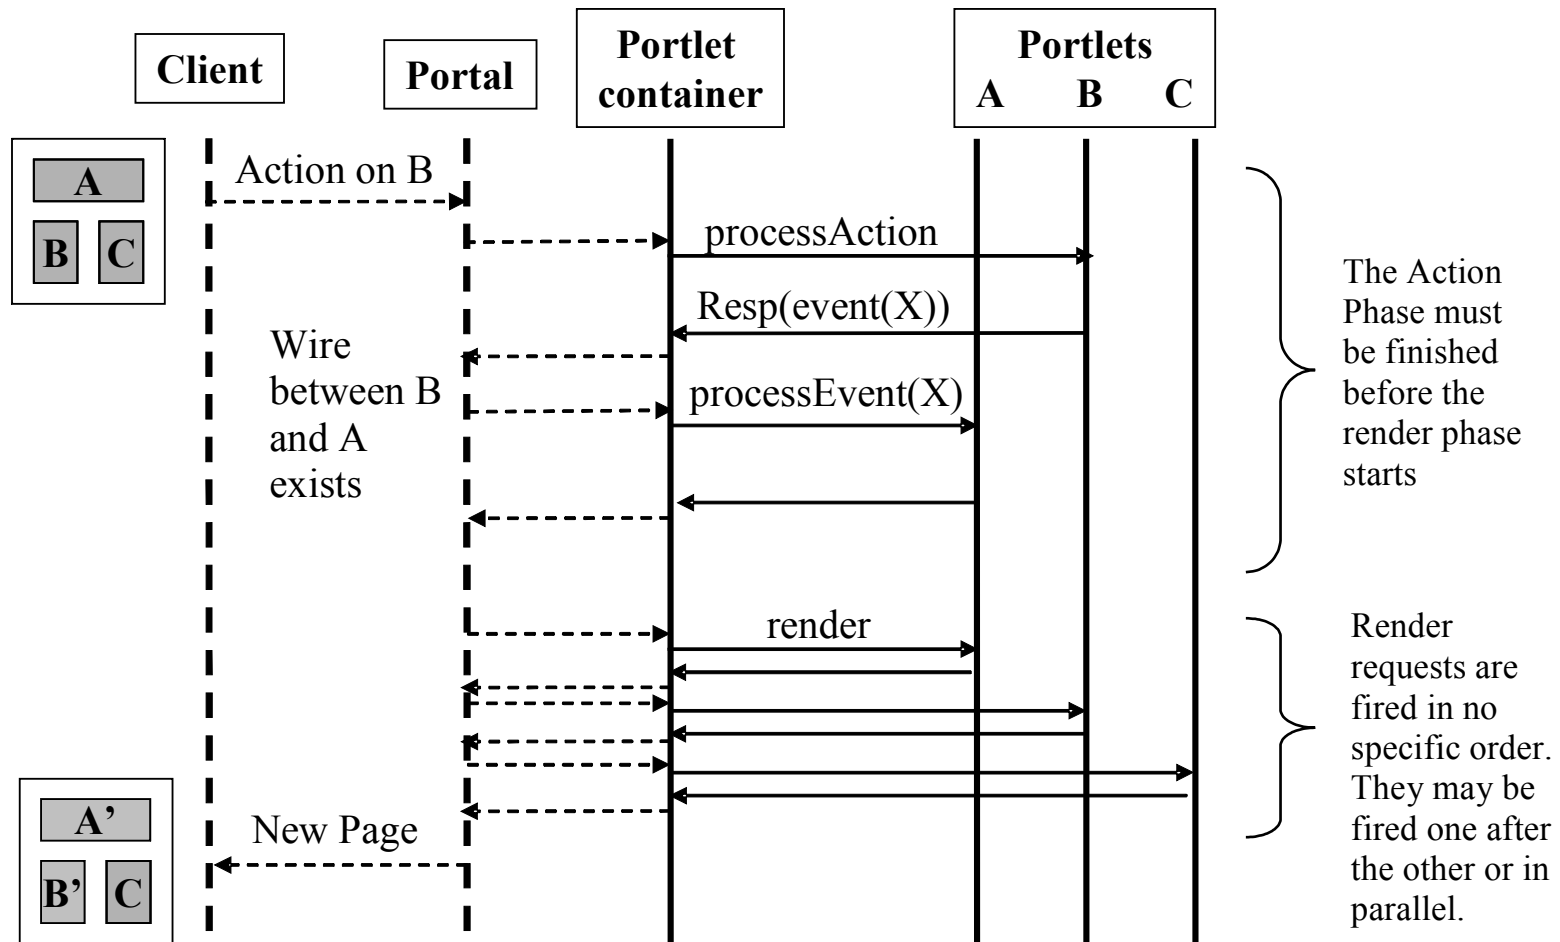 Client
Portal
Portlet
container
Portlets
A B C
A
B C
Action on B
processAction
Resp(event(X))
Wire
between B
and A
exists
processEvent(X)
The Action
Phase must
be finished
before the
render phase
starts
render
Render
requests are
fired in no
specific order.
They may be
fired one after
the other or in
parallel.
New Page
A’
B’ C